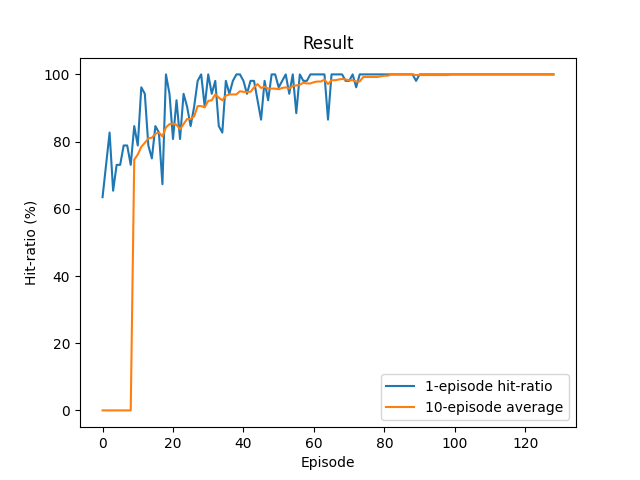 Result
Hit-ratio (%)
100
80
60
40
20
0
1-episode hit-ratio
10-episode average
0 20 40 60 80 100 120
Episode